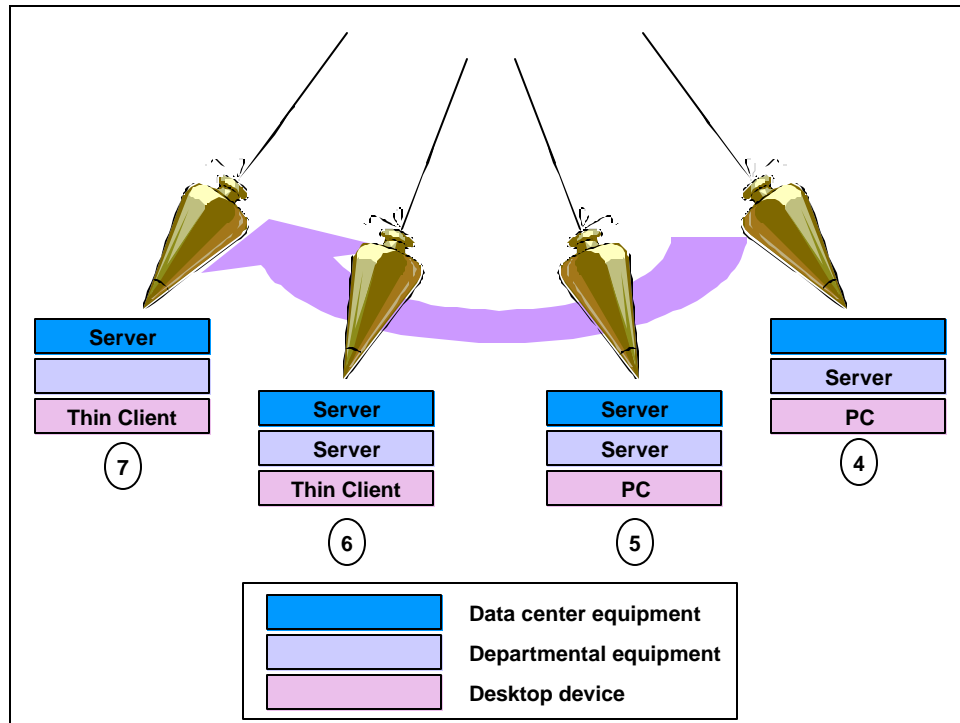 Server
Thin Client
7
Server
Server
Thin Client
6
Server
Server
PC
5
Server
PC
4
Data center equipment
Departmental equipment
Desktop device